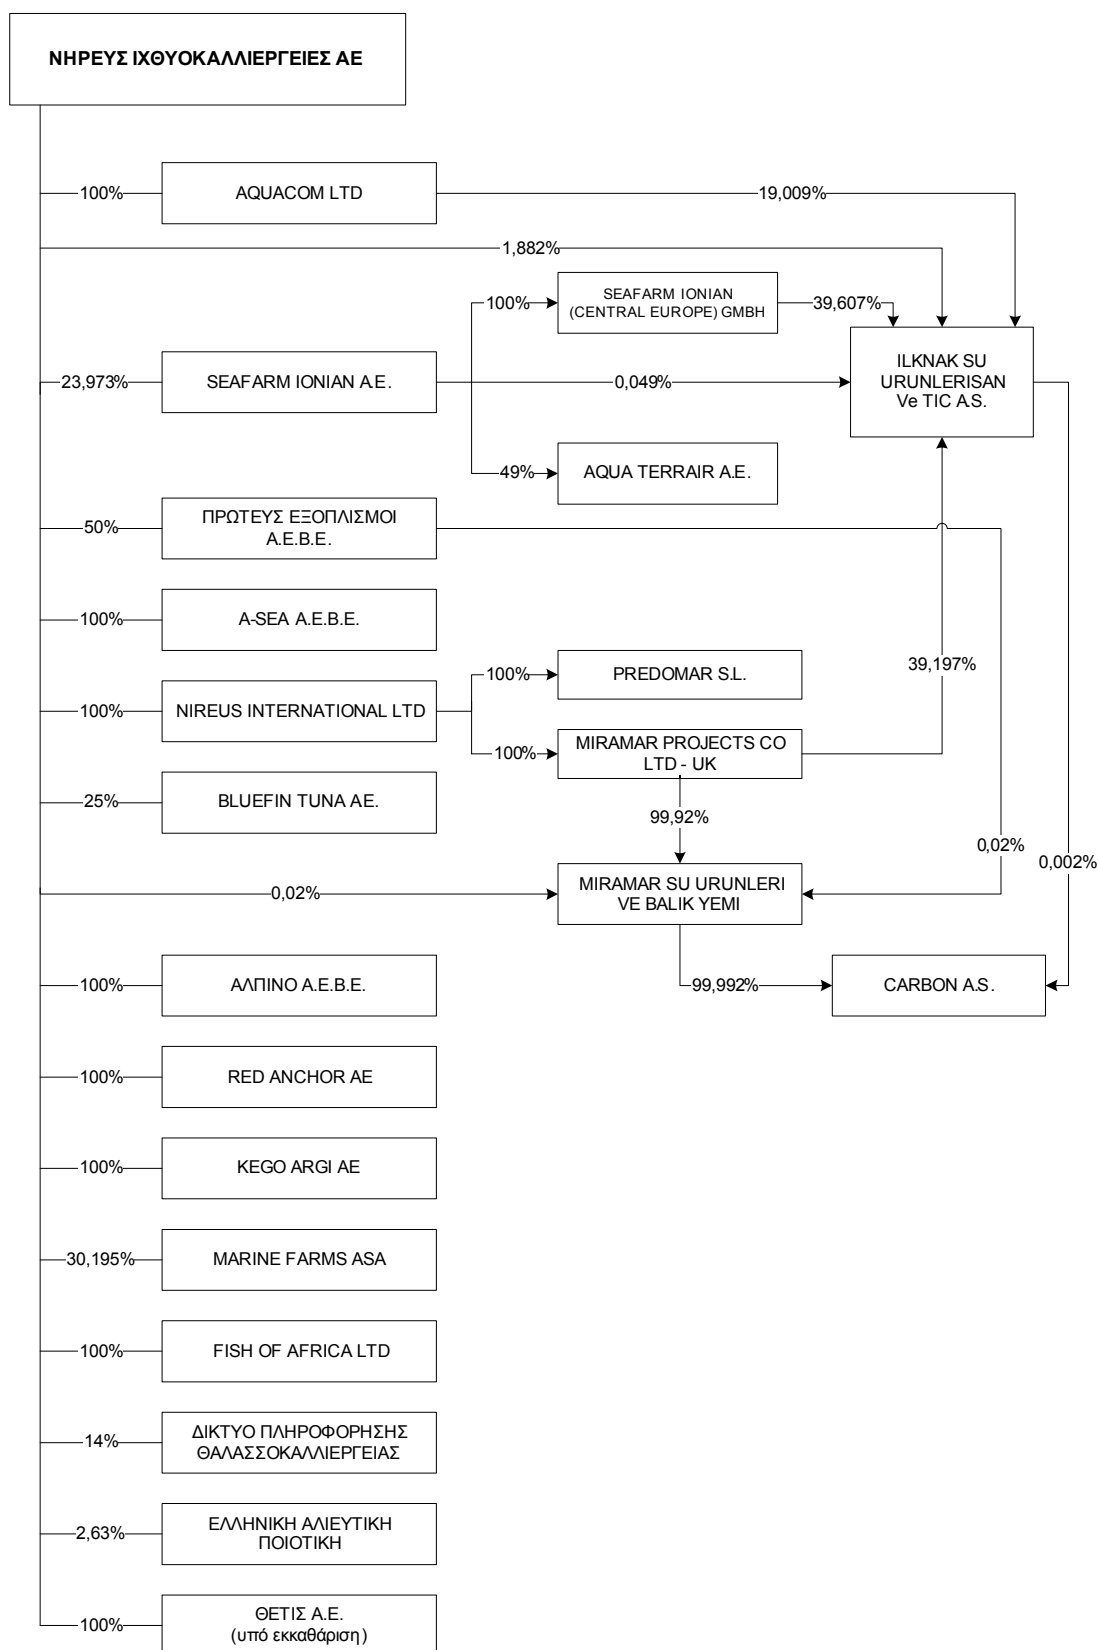 ΝΗΡΕΥΣ ΙΧΘΥΟΚΑΛΛΙΕΡΓΕΙΕΣ ΑΕ
100%
AQUACOM LTD
19,009%
1,882%
100%
SEAFARM IONIAN
(CENTRAL EUROPE) GMBH
39,607%
23,973%
SEAFARM IONIAN A.E.
0,049%
ILKNAK SU
URUNLERISAN
Ve TIC A.S.
49%
AQUA TERRAIR A.E.
50%
ΠΡΩΤΕΥΣ ΕΞΟΠΛΙΣΜΟΙ
Α.Ε.Β.Ε.
100%
A-SEA A.E.B.E.
39,197%
100%
PREDOMAR S.L.
100%
NIREUS INTERNATIONAL LTD
100%
MIRAMAR PROJECTS CO
LTD - UK
25%
BLUEFIN TUNA AE.
99,92%
0,02%
0,002%
0,02%
MIRAMAR SU URUNLERI
VE BALIK YEMI
100%
ΑΛΠΙΝΟ Α.Ε.Β.Ε.
99,992%
CARBON A.S.
100%
RED ANCHOR AE
100%
KEGO ARGI AE
30,195%
MARINE FARMS ASA
100%
FISH OF AFRICA LTD
14%
ΔΙΚΤΥΟ ΠΛΗΡΟΦΟΡΗΣΗΣ
ΘΑΛΑΣΣΟΚΑΛΛΙΕΡΓΕΙΑΣ
2,63%
ΕΛΛΗΝΙΚΗ ΑΛΙΕΥΤΙΚΗ
ΠΟΙΟΤΙΚΗ
100%
ΘΕΤΙΣ Α.Ε.
(υπό εκκαθάριση)